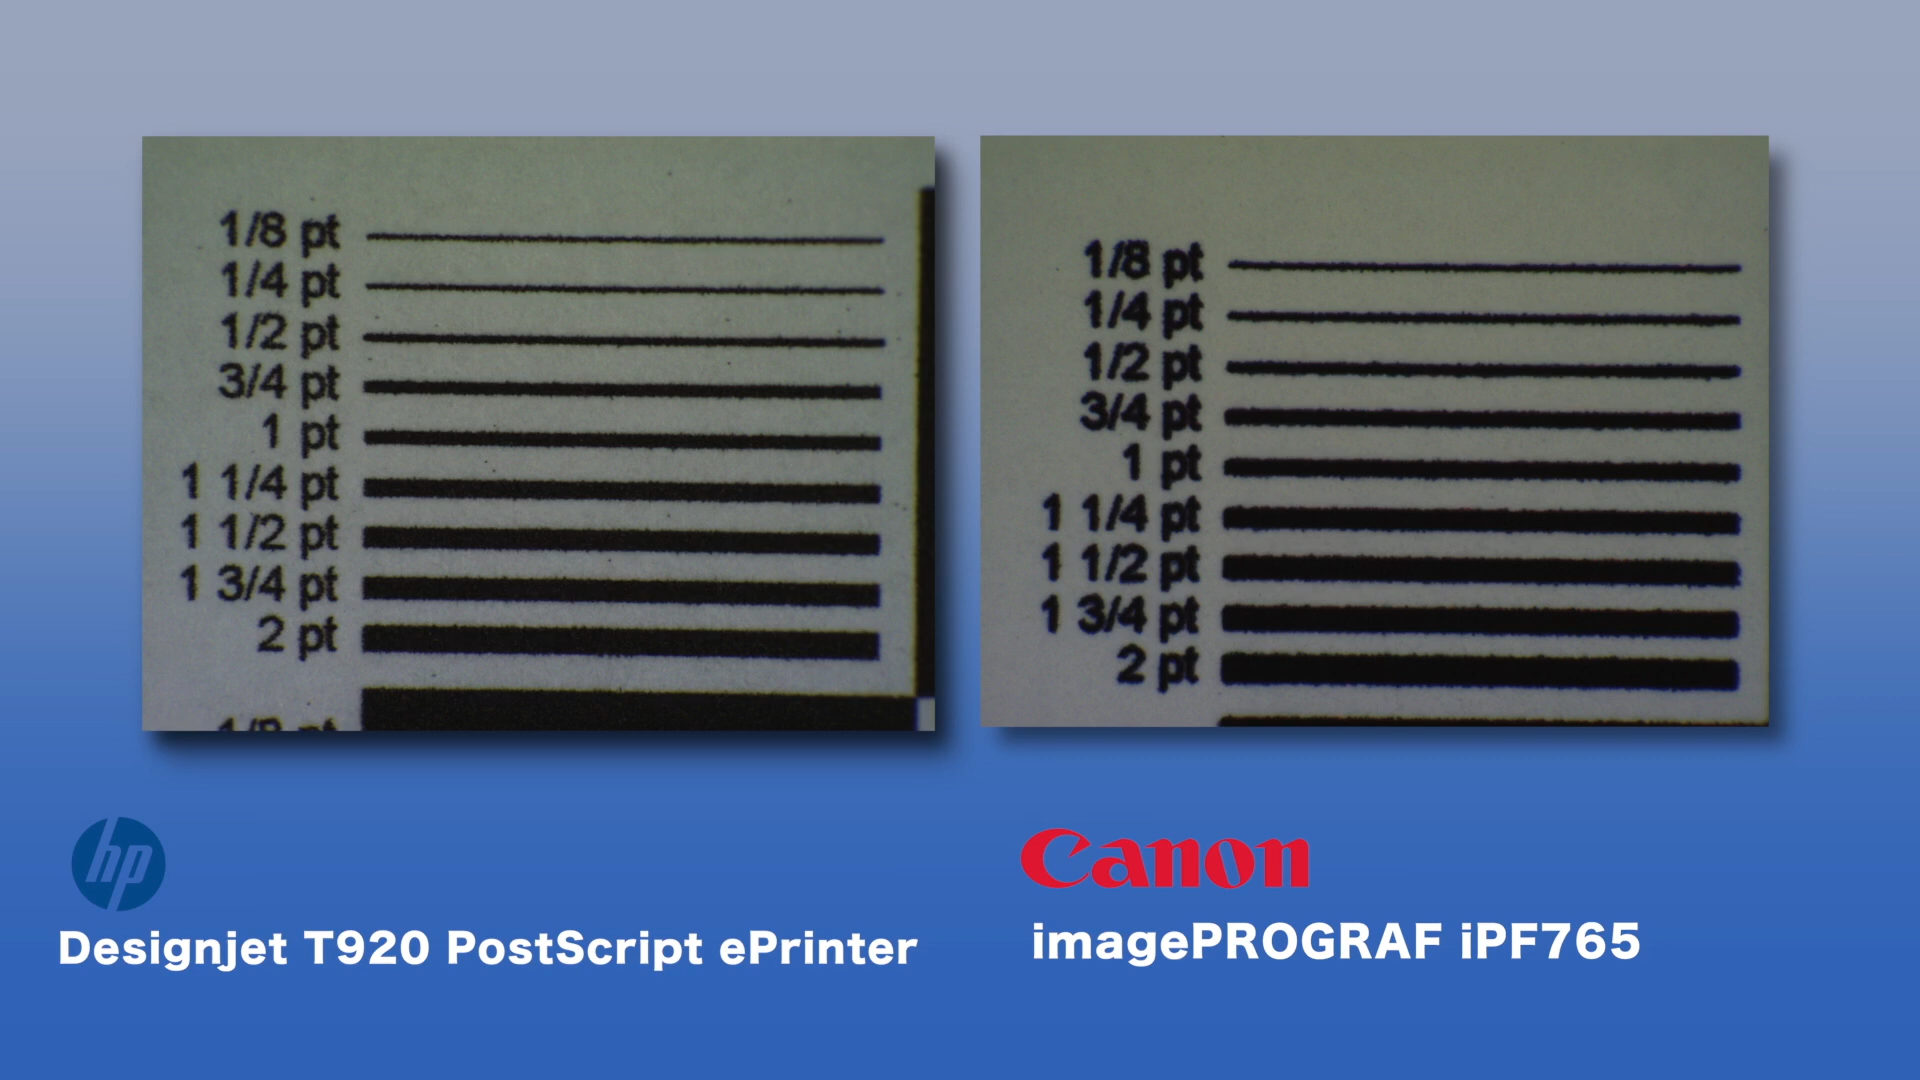 1/8 pt
1/4 pt
1/2 pt
3/4 pt
1 pt
1 1/4 pt
1 1/2 pt
1 3/4 pt
2 pt
1/8 pt
1/8 pt
1/4 pt
1/2 pt
3/4 pt
1 pt
1 1/4 pt
1 1/2 pt
1 3/4 pt
2 pt
hp
Designjet T920 PostScript ePrinter
Canon
imagePROGRAF iPF765